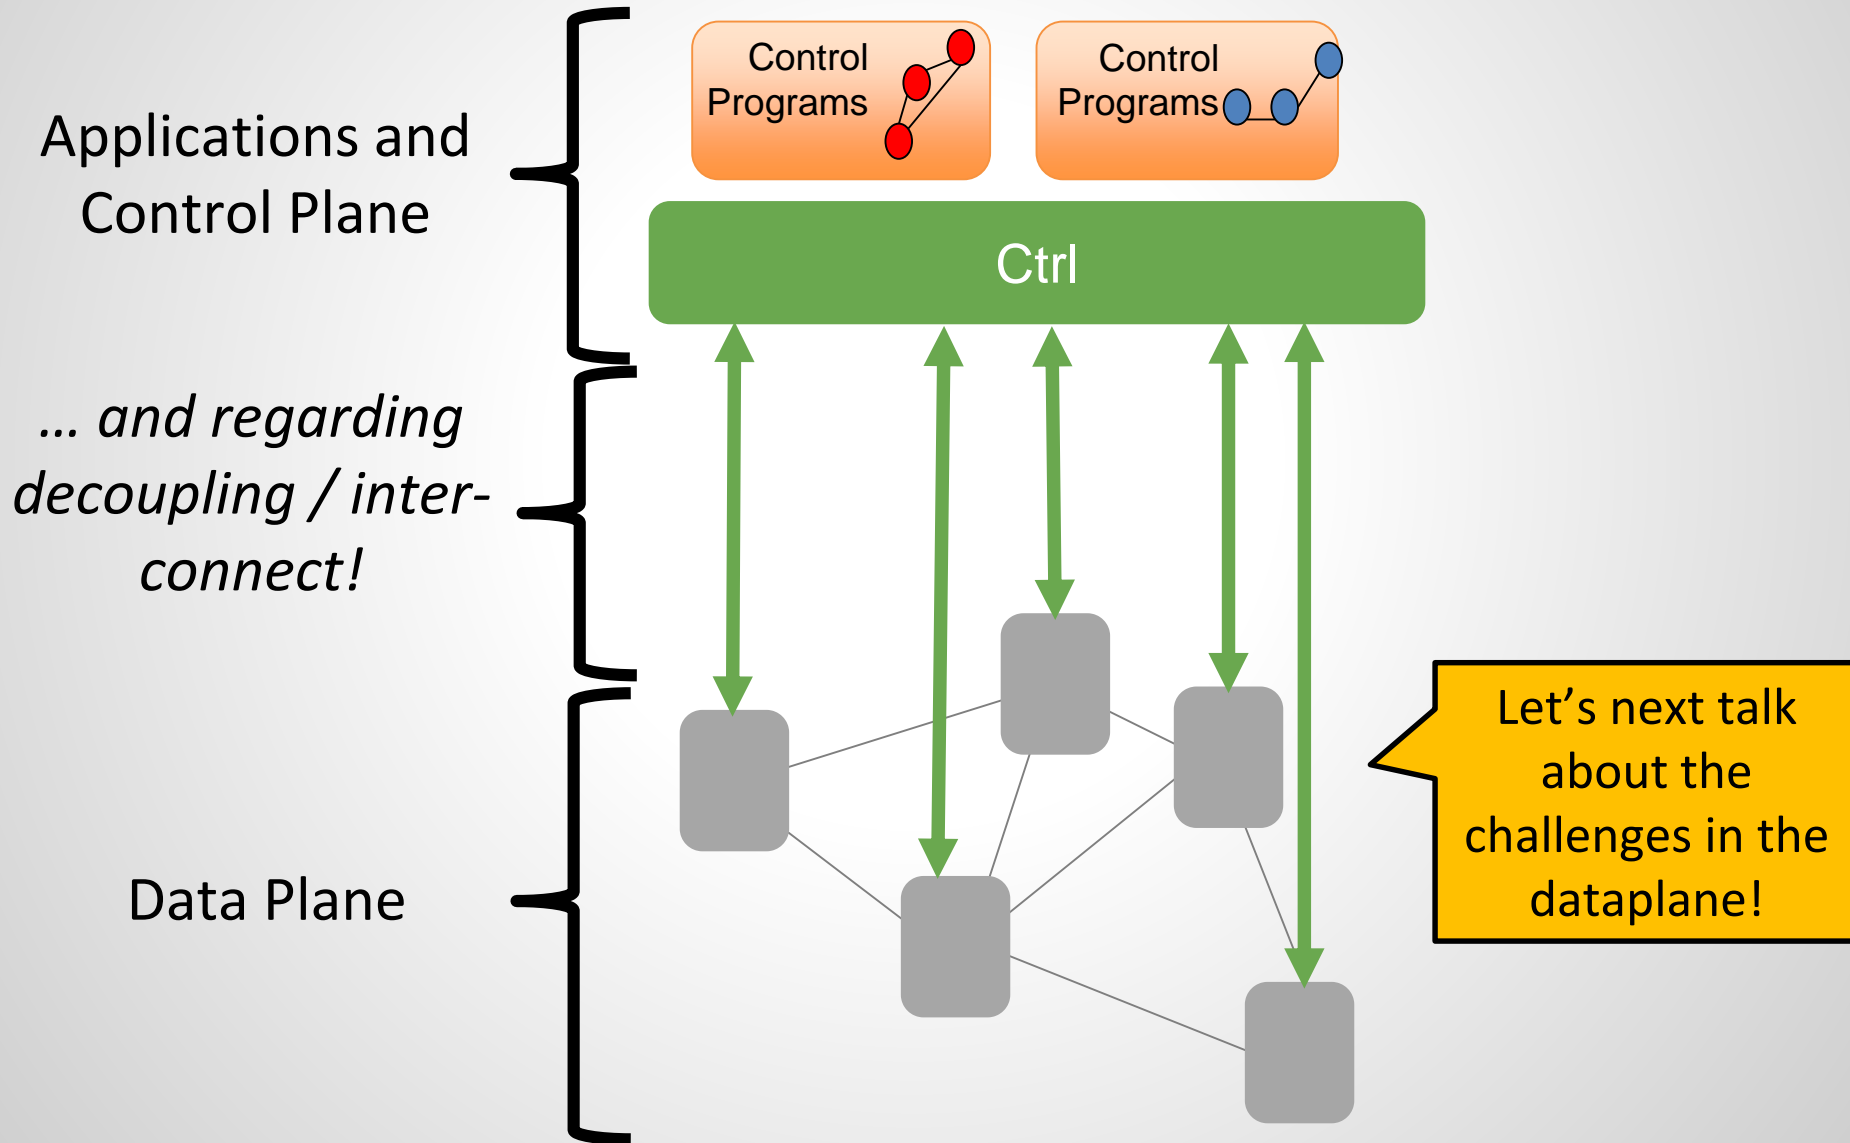 Control
Programs
Control
Programs
Applications and
Control Plane
Ctrl
... and regarding
decoupling / inter-
connect!
Let’s next talk
about the
challenges in the
dataplane!
Data Plane